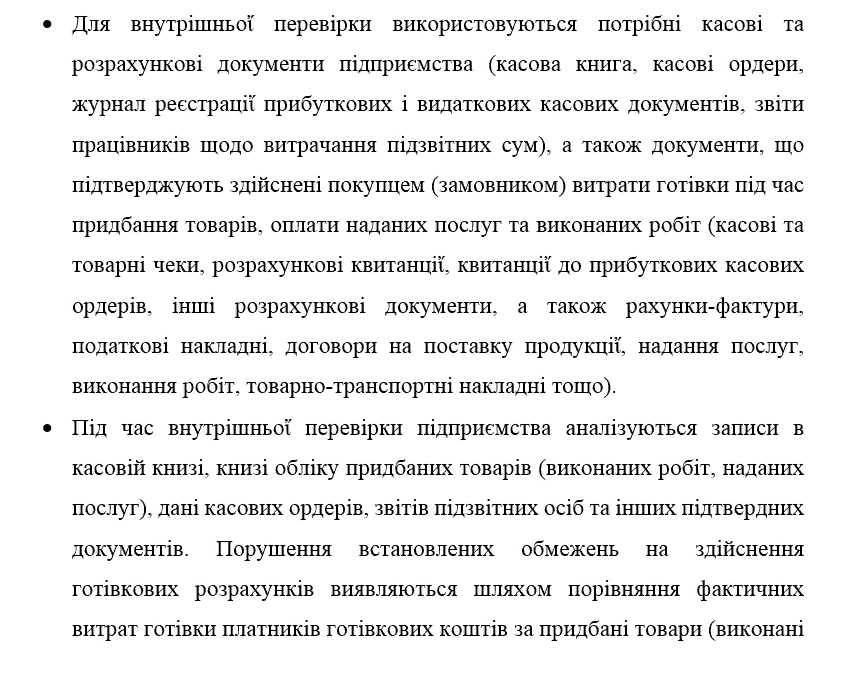 • Для внутрішньої перевірки використовуються потрібні касові та
розрахункові документи підприємства (касова книга, касові ордери,
журнал реєстрації прибуткових і видаткових касових документів, звіти
працівників щодо витрачання підзвітних сум), а також документи, що
підтверджують здійснені покупцем (замовником) витрати готівки під час
придбання товарів, оплати наданих послуг та виконаних робіт (касові та
товарні чеки, розрахункові квитанції, квитанції до прибуткових касових
ордерів, інші розрахункові документи, а також рахунки-фактури,
податкові накладні, договори на поставку продукції, надання послуг,
виконання робіт, товарно-транспортні накладні тощо).
• Під час внутрішньої перевірки підприємства аналізуються записи в
касовій книзі, книзі обліку придбаних товарів (виконаних робіт, наданих
послуг), дані касових ордерів, звітів підзвітних осіб та інших підтвердних
документів. Порушення встановлених обмежень на здійснення
готівкових розрахунків виявляються шляхом порівняння фактичних
витрат готівки платників готівкових коштів за придбані товари (виконані